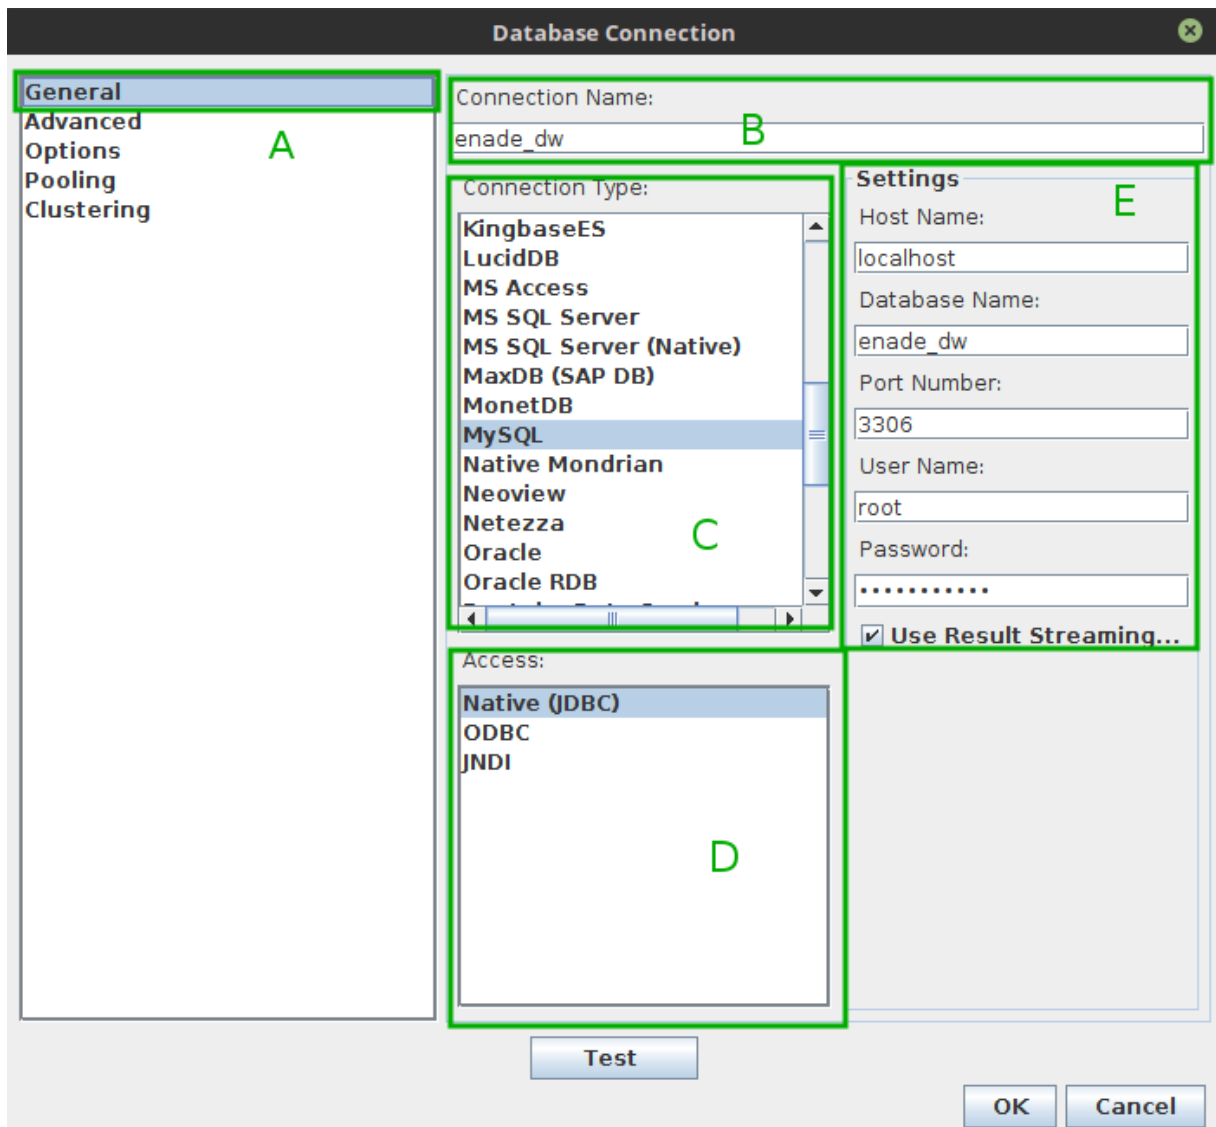 Database Connection
General
Advanced
Options
Pooling
Clustering
A
Connection Name:
enade_dw
B
Connection Type:
KingbaseES
LucidDB
MS Access
MS SQL Server
MS SQL Server (Native)
MaxDB (SAP DB)
MonetDB
MySQL
Native Mondrian
Neoview
Netezza
Oracle
Oracle RDB
C
Settings
E
Host Name:
localhost
Database Name:
enade_dw
Port Number:
3306
User Name:
root
Password:
•••••••••••
Use Result Streaming...
Access:
Native (JDBC)
ODBC
JNDI
D
Test
OK
Cancel